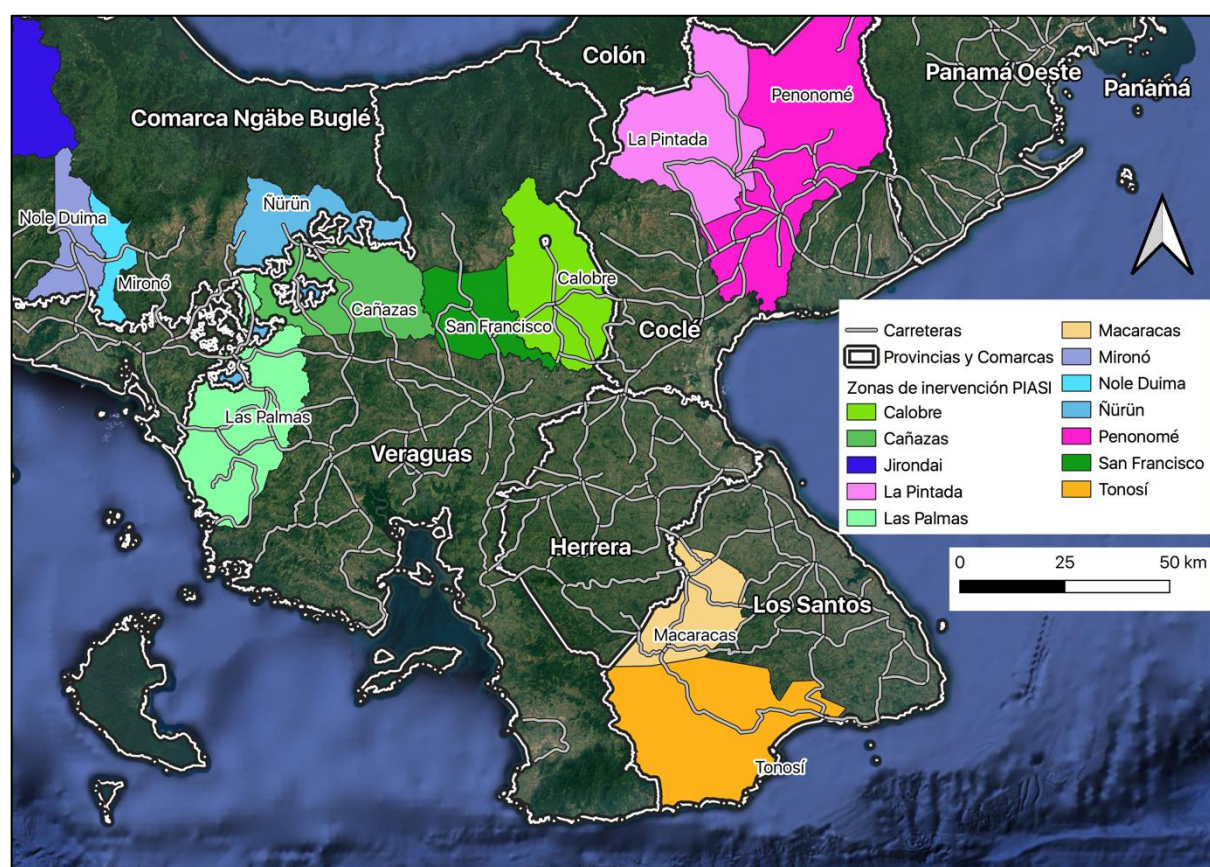 Colón
Panamá Oeste
Panamá
Comarca Ngäbe Buglé
Penonomé
La Pintada
Nole Duima
Ñürün
Mironó
Calobre
Cañazas
San Francisco
Coclé
Las Palmas
Veraguas
Herrera
Los Santos
Macaracas
Tonosí
Carreteras
Provincias y Comarcas
Zonas de inervención PIASI
Calobre
Cañazas
Jirondai
La Pintada
Las Palmas
Macaracas
Mironó
Nole Duima
Ñürün
Penonomé
San Francisco
Tonosí
0 25 50 km